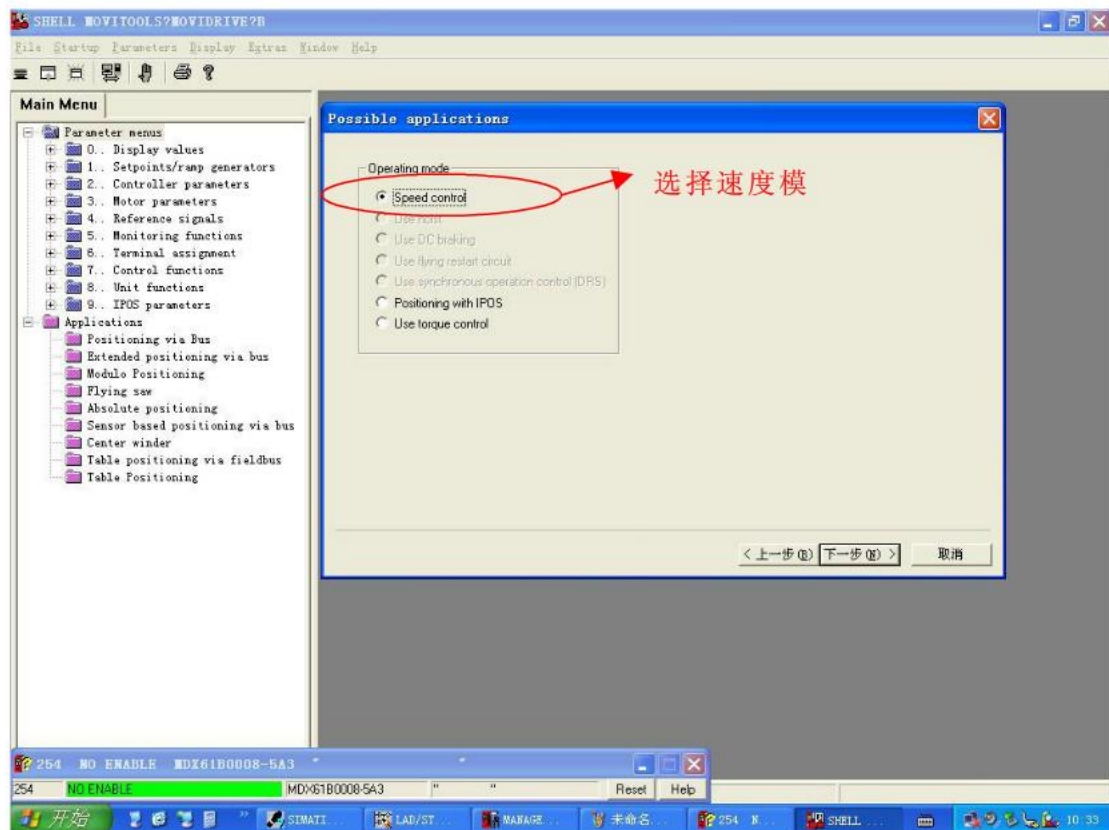 SHELL MOVITOOLS?MOVIDRIVE?B
File Startup Parameters Display Extras Window Help
Main Menu
Parameter menus
0.. Display values
1.. Setpoints/ramp generators
2.. Controller parameters
3.. Motor parameters
4.. Reference signals
5.. Monitoring functions
6.. Terminal assignment
7.. Control functions
8.. Unit functions
9.. IPOS parameters
Applications
Positioning via Bus
Extended positioning via bus
Modulo Positioning
Flying saw
Absolute positioning
Sensor based positioning via bus
Center winder
Table positioning via fieldbus
Table Positioning
Possible applications
Operating mode
Speed control
选择速度模
Use hoist
Use DC braking
Use flying restart circuit
Use synchronous operation control (DRS)
Positioning with IPOS
Use torque control
< 上一步(B) 下一步(N) > 取消
254 NO ENABLE MDX61B0008-5A3 " "
254 NO ENABLE MDX61B0008-5A3 " " Reset Help
开始 " SIMATI... LAD/ST... MANAGE... 未命名... 254 N... SHELL ... 10:33